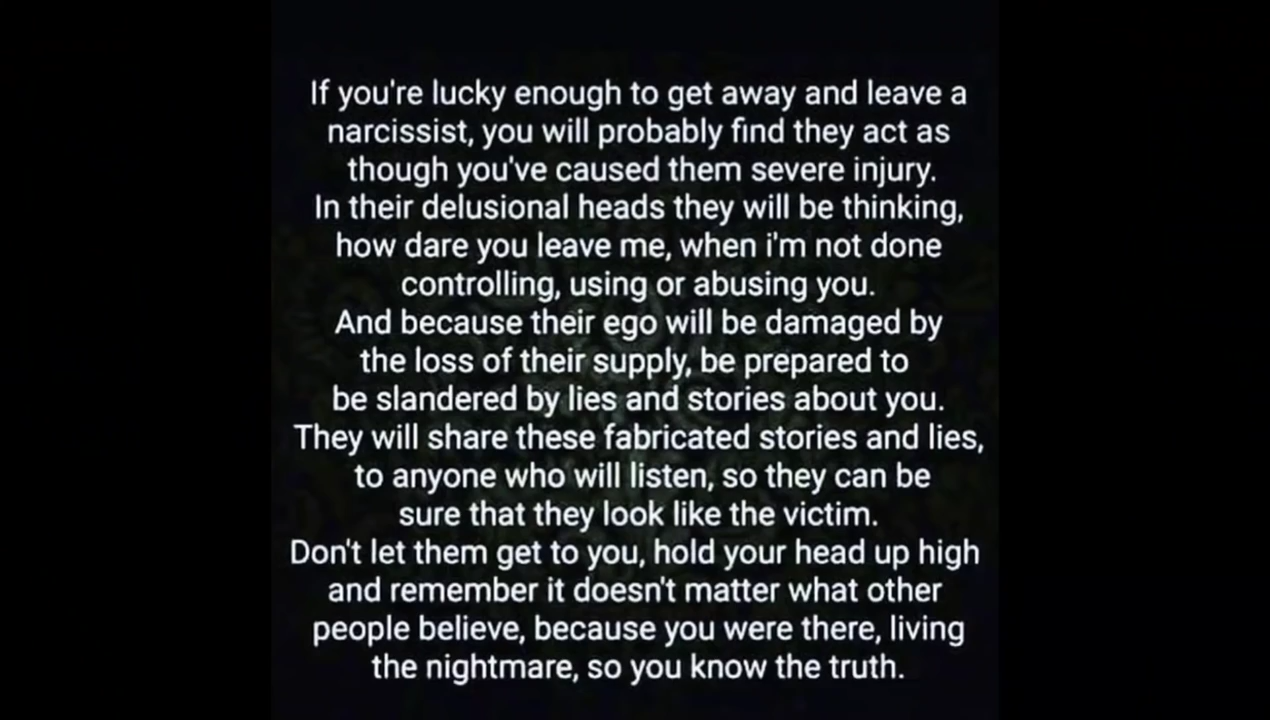 If you're lucky enough to get away and leave a
narcissist, you will probably find they act as
though you've caused them severe injury.
In their delusional heads they will be thinking,
how dare you leave me, when i'm not done
controlling, using or abusing you.
And because their ego will be damaged by
the loss of their supply, be prepared to
be slandered by lies and stories about you.
They will share these fabricated stories and lies,
to anyone who will listen, so they can be
sure that they look like the victim.
Don't let them get to you, hold your head up high
and remember it doesn't matter what other
people believe, because you were there, living
the nightmare, so you know the truth.